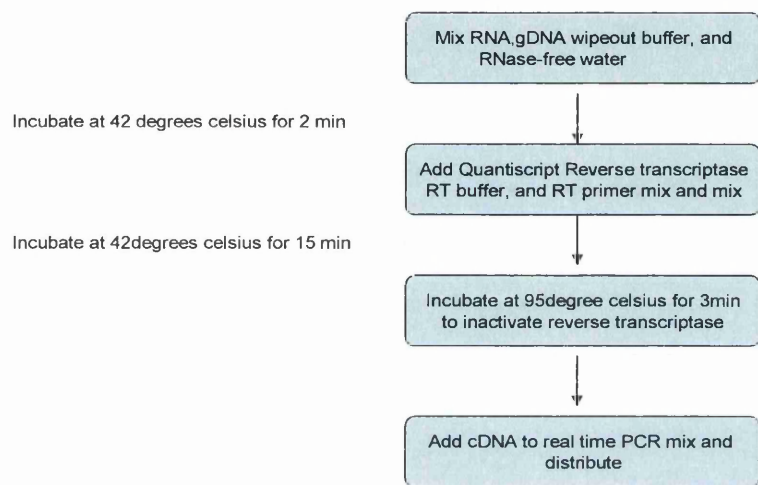 Mix RNA,gDNA wipeout buffer, and
RNase-free water
Incubate at 42 degrees celsius for 2 min
Add Quantiscript Reverse transcriptase
RT buffer, and RT primer mix and mix
Incubate at 42degrees celsius for 15 min
Incubate at 95degree celsius for 3min
to inactivate reverse transcriptase
Add cDNA to real time PCR mix and
distribute